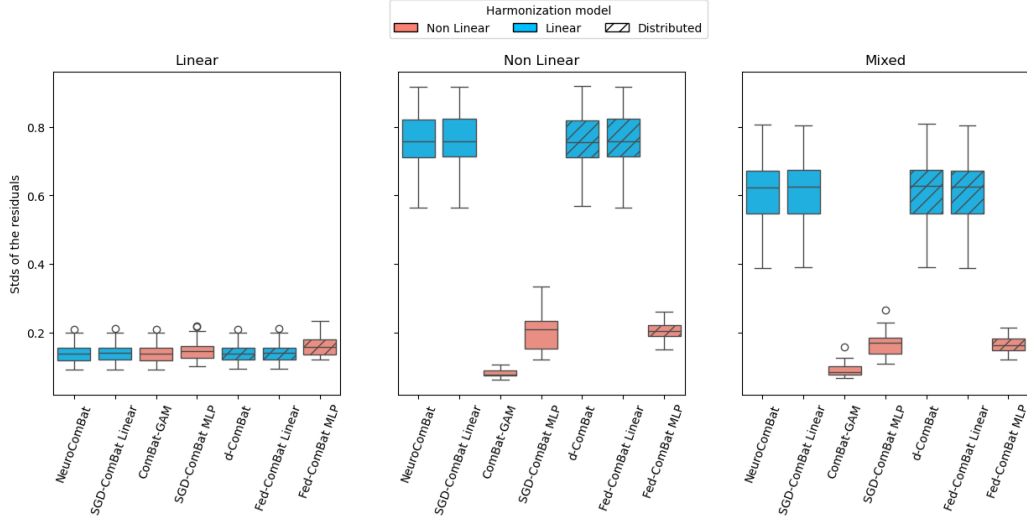 Harmonization model
Non Linear Linear Distributed
Linear
Non Linear
Mixed
Stds of the residuals
0.8
0.6
0.4
0.2
NeuroComBat
SGD-ComBat Linear
ComBat-GAM
SGD-ComBat MLP
d-ComBat
Fed-ComBat Linear
Fed-ComBat MLP
NeuroComBat
SGD-ComBat Linear
ComBat-GAM
SGD-ComBat MLP
d-ComBat
Fed-ComBat Linear
Fed-ComBat MLP
NeuroComBat
SGD-ComBat Linear
ComBat-GAM
SGD-ComBat MLP
d-ComBat
Fed-ComBat Linear
Fed-ComBat MLP